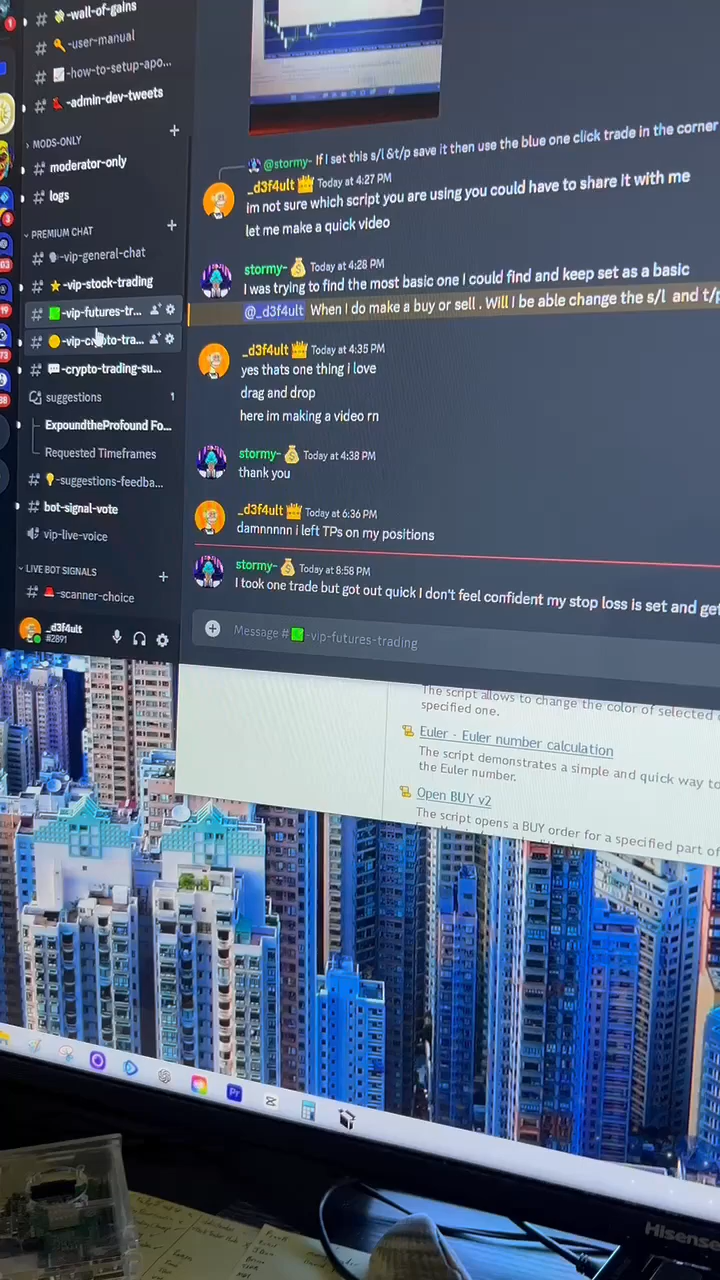 -wall-of-gains
-user-manual
-how-to-setup-apo...
-admin-dev-tweets
MODS-ONLY
moderator-only
logs
PREMIUM CHAT
-vip-general-chat
-vip-stock-trading
-vip-futures-tr...
-vip-crypto-tra...
-crypto-trading-su...
suggestions 1
ExpoundtheProfound Fo...
Requested Timeframes
-suggestions-feedba...
bot-signal-vote
vip-live-voice
LIVE BOT SIGNALS
-scanner-choice
_d3f4ult
#2891
@stormy- If I set this s/l &t/p save it then use the blue one click trade in the corner
_d3f4ult Today at 4:27 PM
im not sure which script you are using you could have to share it with me
let me make a quick video
stormy- Today at 4:28 PM
I was trying to find the most basic one I could find and keep set as a basic
@_d3f4ult When I do make a buy or sell . Will I be able change the s/l and t/p
_d3f4ult Today at 4:35 PM
yes thats one thing i love
drag and drop
here im making a video rn
stormy- Today at 4:38 PM
thank you
_d3f4ult Today at 6:36 PM
damnnnnn i left TPs on my positions
stormy- Today at 8:58 PM
I took one trade but got out quick I don't feel confident my stop loss is set and get
Message # -vip-futures-trading
The script allows to change the color of selected
specified one.
Euler - Euler number calculation
The script demonstrates a simple and quick way to
the Euler number.
Open BUY v2
The script opens a BUY order for a specified part of
Pr
Hisense